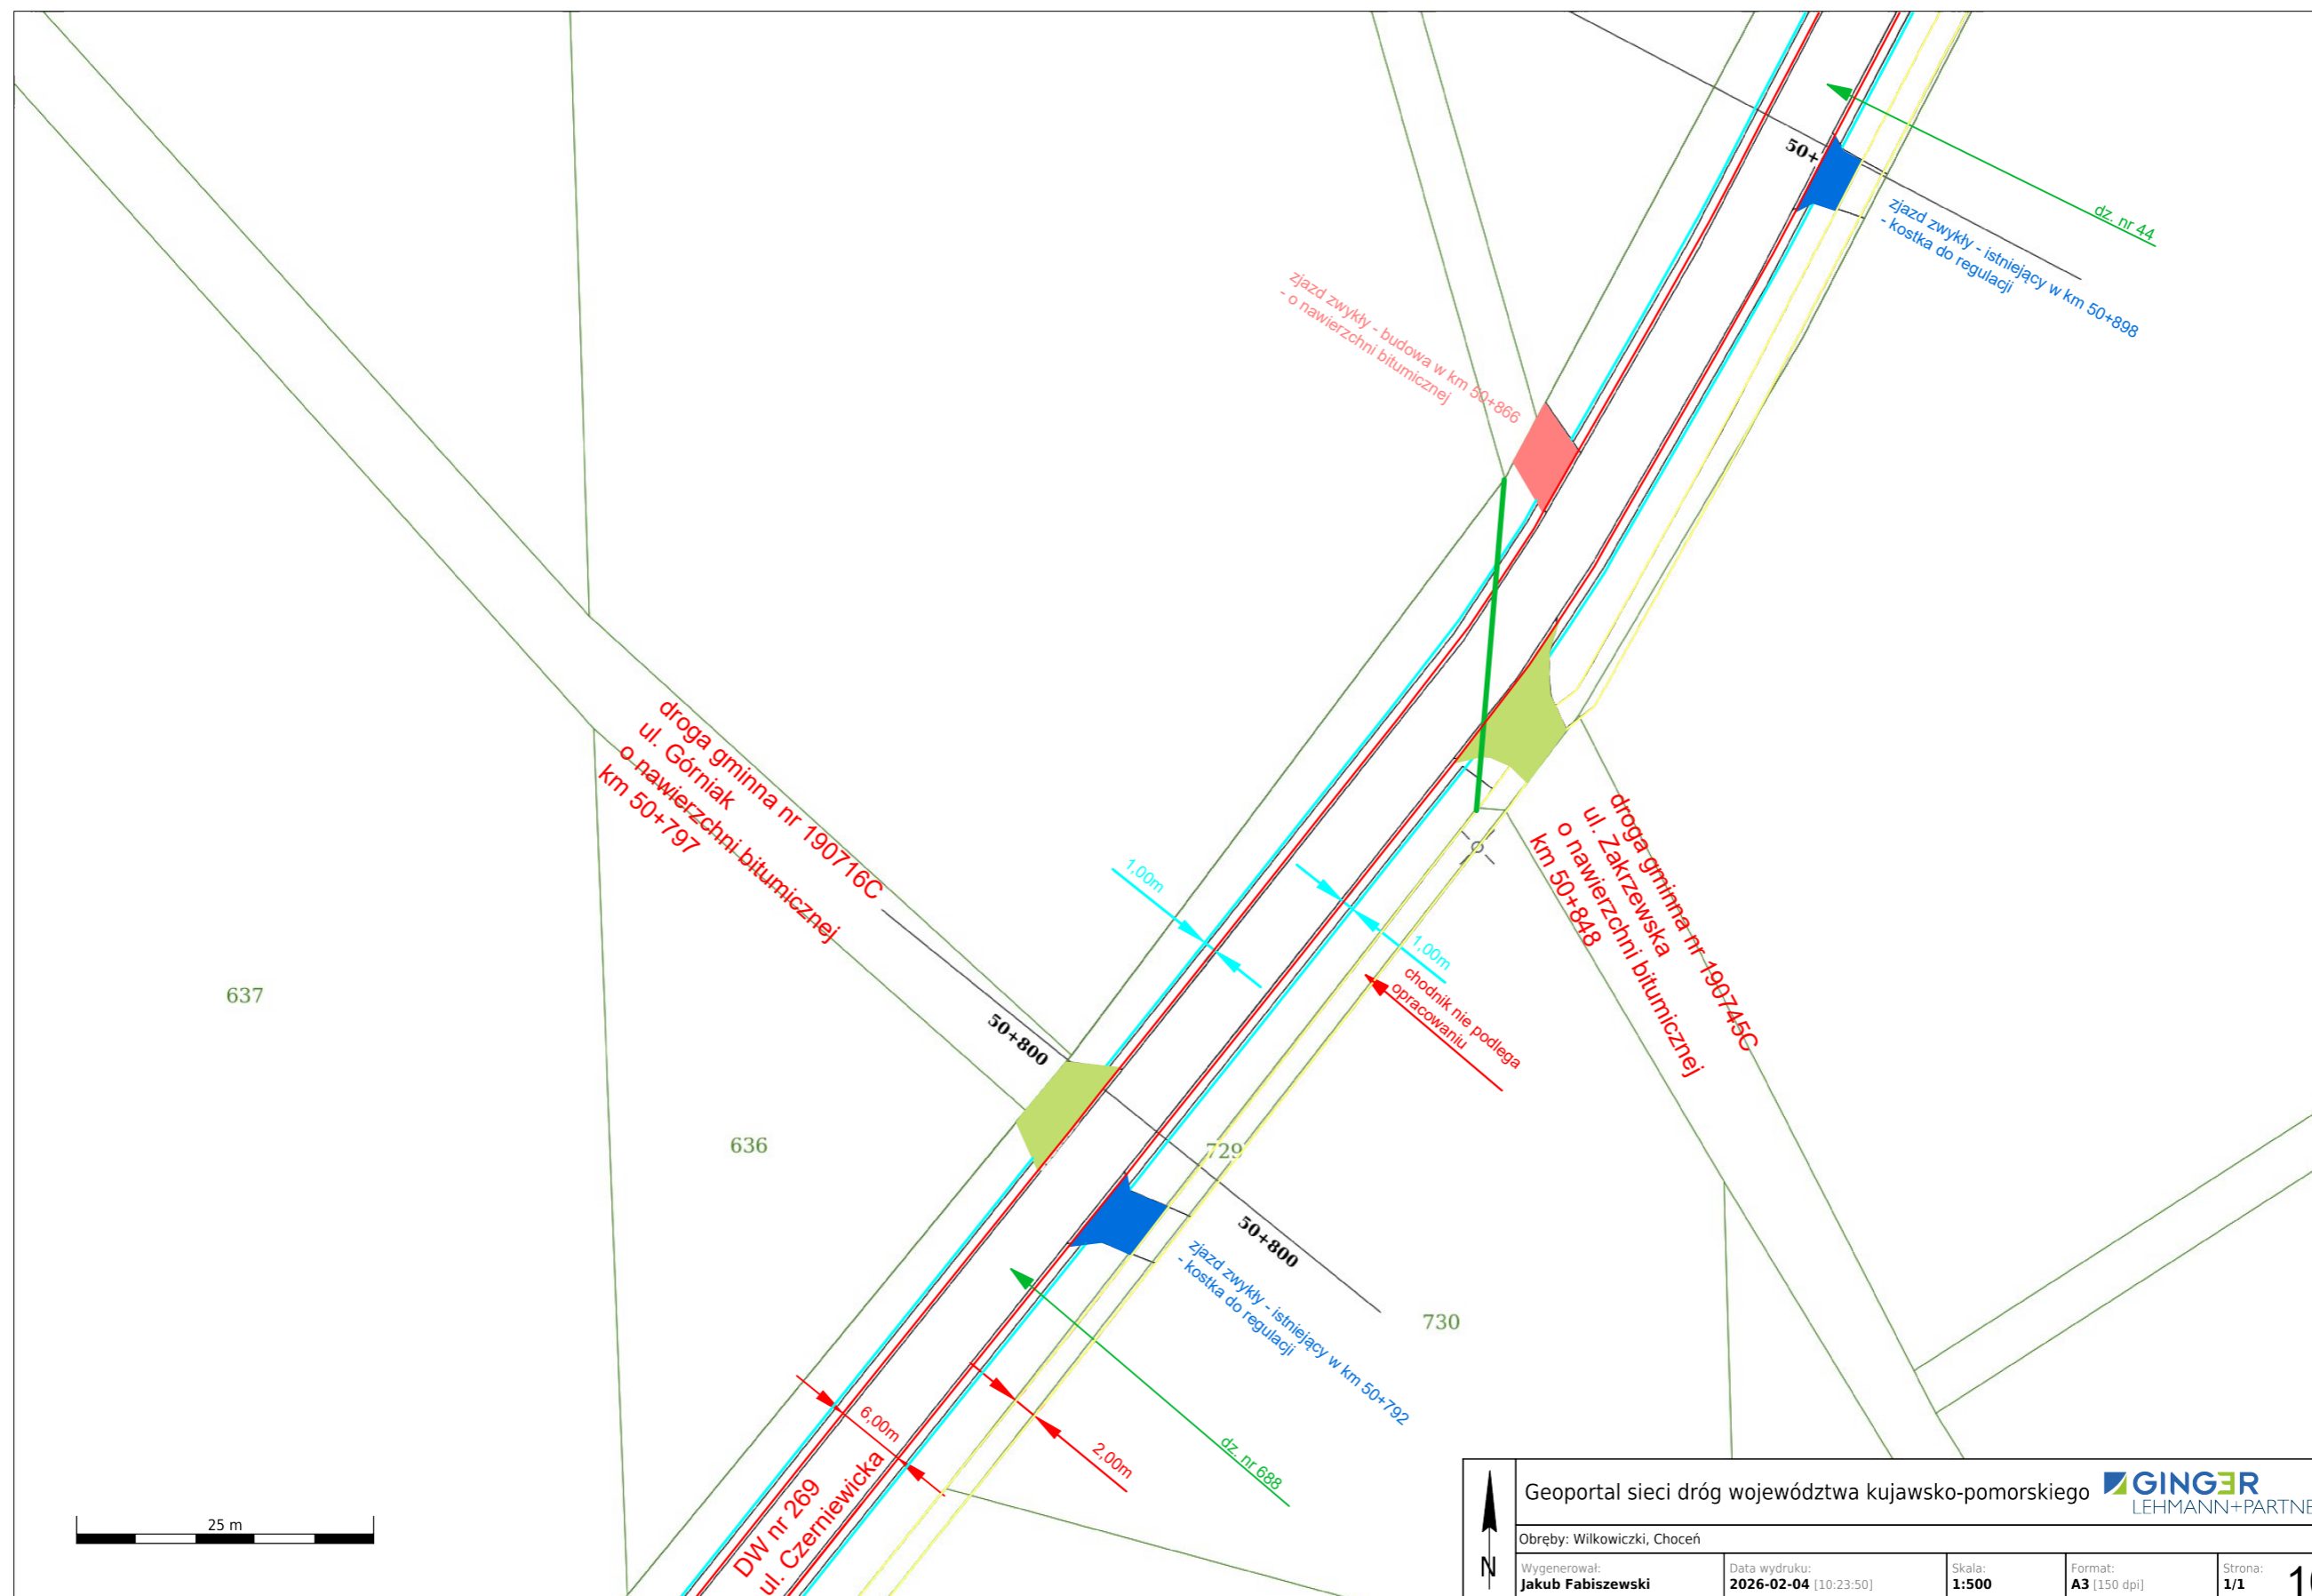 50+
dz. nr 44
zjazd zwykły - istniejący w km 50+898
- kostka do regulacji
zjazd zwykły - budowa w km 50+866
- o nawierzchni bitumicznej
droga gminna nr 190716C
ul. Górniak
o nawierzchni bitumicznej
km 50+797
droga gminna nr 190745C
ul. Zakrzewska
o nawierzchni bitumicznej
km 50+848
1,00m
1,00m
chodnik nie podlega
opracowaniu
637
636
729
730
50+800
50+800
zjazd zwykły - istniejący w km 50+792
- kostka do regulacji
dz. nr 688
6,00m
2,00m
DW nr 269
ul. Czerniewicka
25 m
N
Geoportal sieci dróg województwa kujawsko-pomorskiego
GINGER
LEHMANN+PARTNE
Obręby: Wilkowiczki, Choceń
Wygenerował:
Jakub Fabiszewski
Data wydruku:
2026-02-04 [10:23:50]
Skala:
1:500
Format:
A3 [150 dpi]
Strona:
1/1